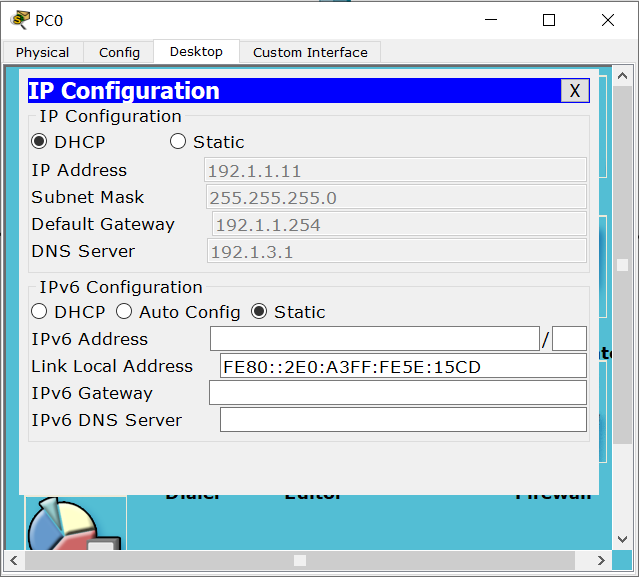 PC0
Physical Config Desktop Custom Interface
IP Configuration X
IP Configuration
DHCP Static
IP Address 192.1.1.11
Subnet Mask 255.255.255.0
Default Gateway 192.1.1.254
DNS Server 192.1.3.1
IPv6 Configuration
DHCP Auto Config Static
IPv6 Address /
Link Local Address FE80::2E0:A3FF:FE5E:15CD
IPv6 Gateway
IPv6 DNS Server
Dialer Editor Firewall